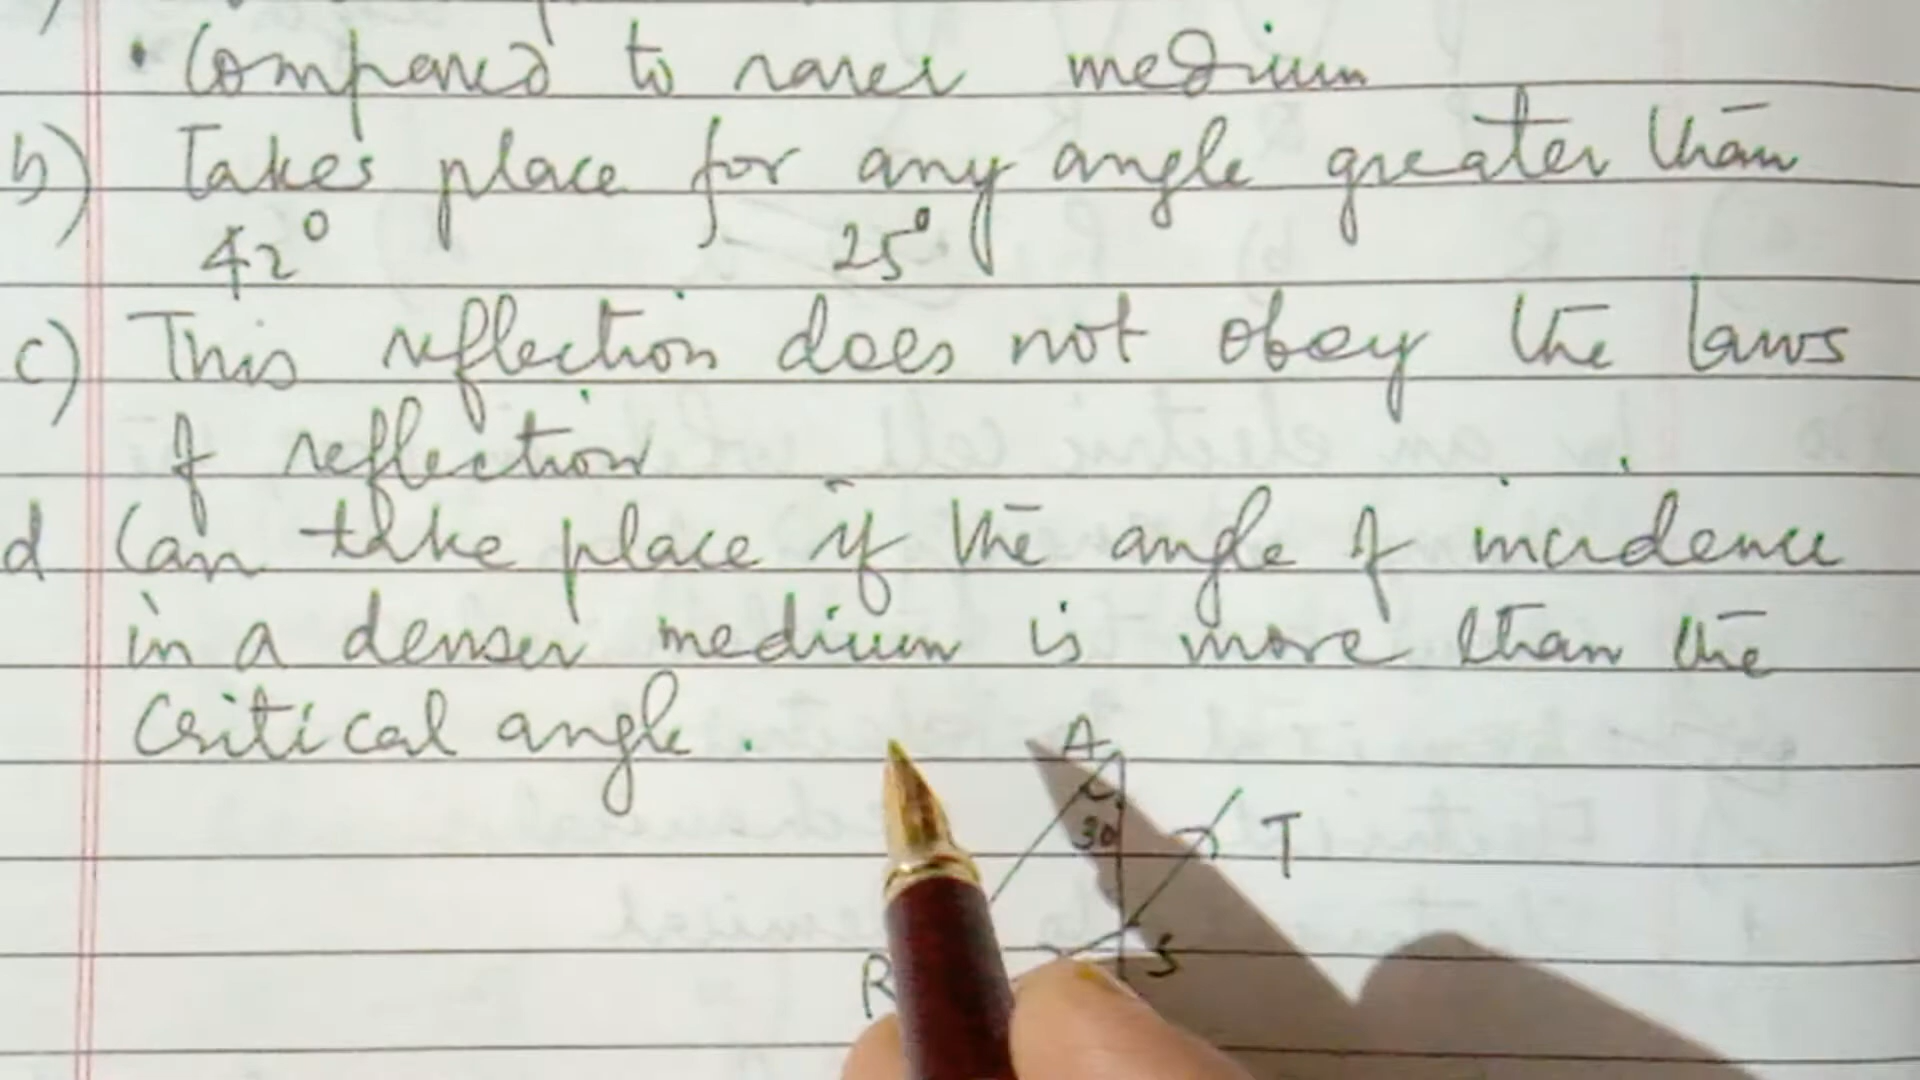 • Compared to rarer medium
b) Takes place for any angle greater than
42° 25°
c) This reflection does not obey the laws
of reflection
d Can take place if the angle of incidence
in a denser medium is more than the
Critical angle.
A
30
T
S
R